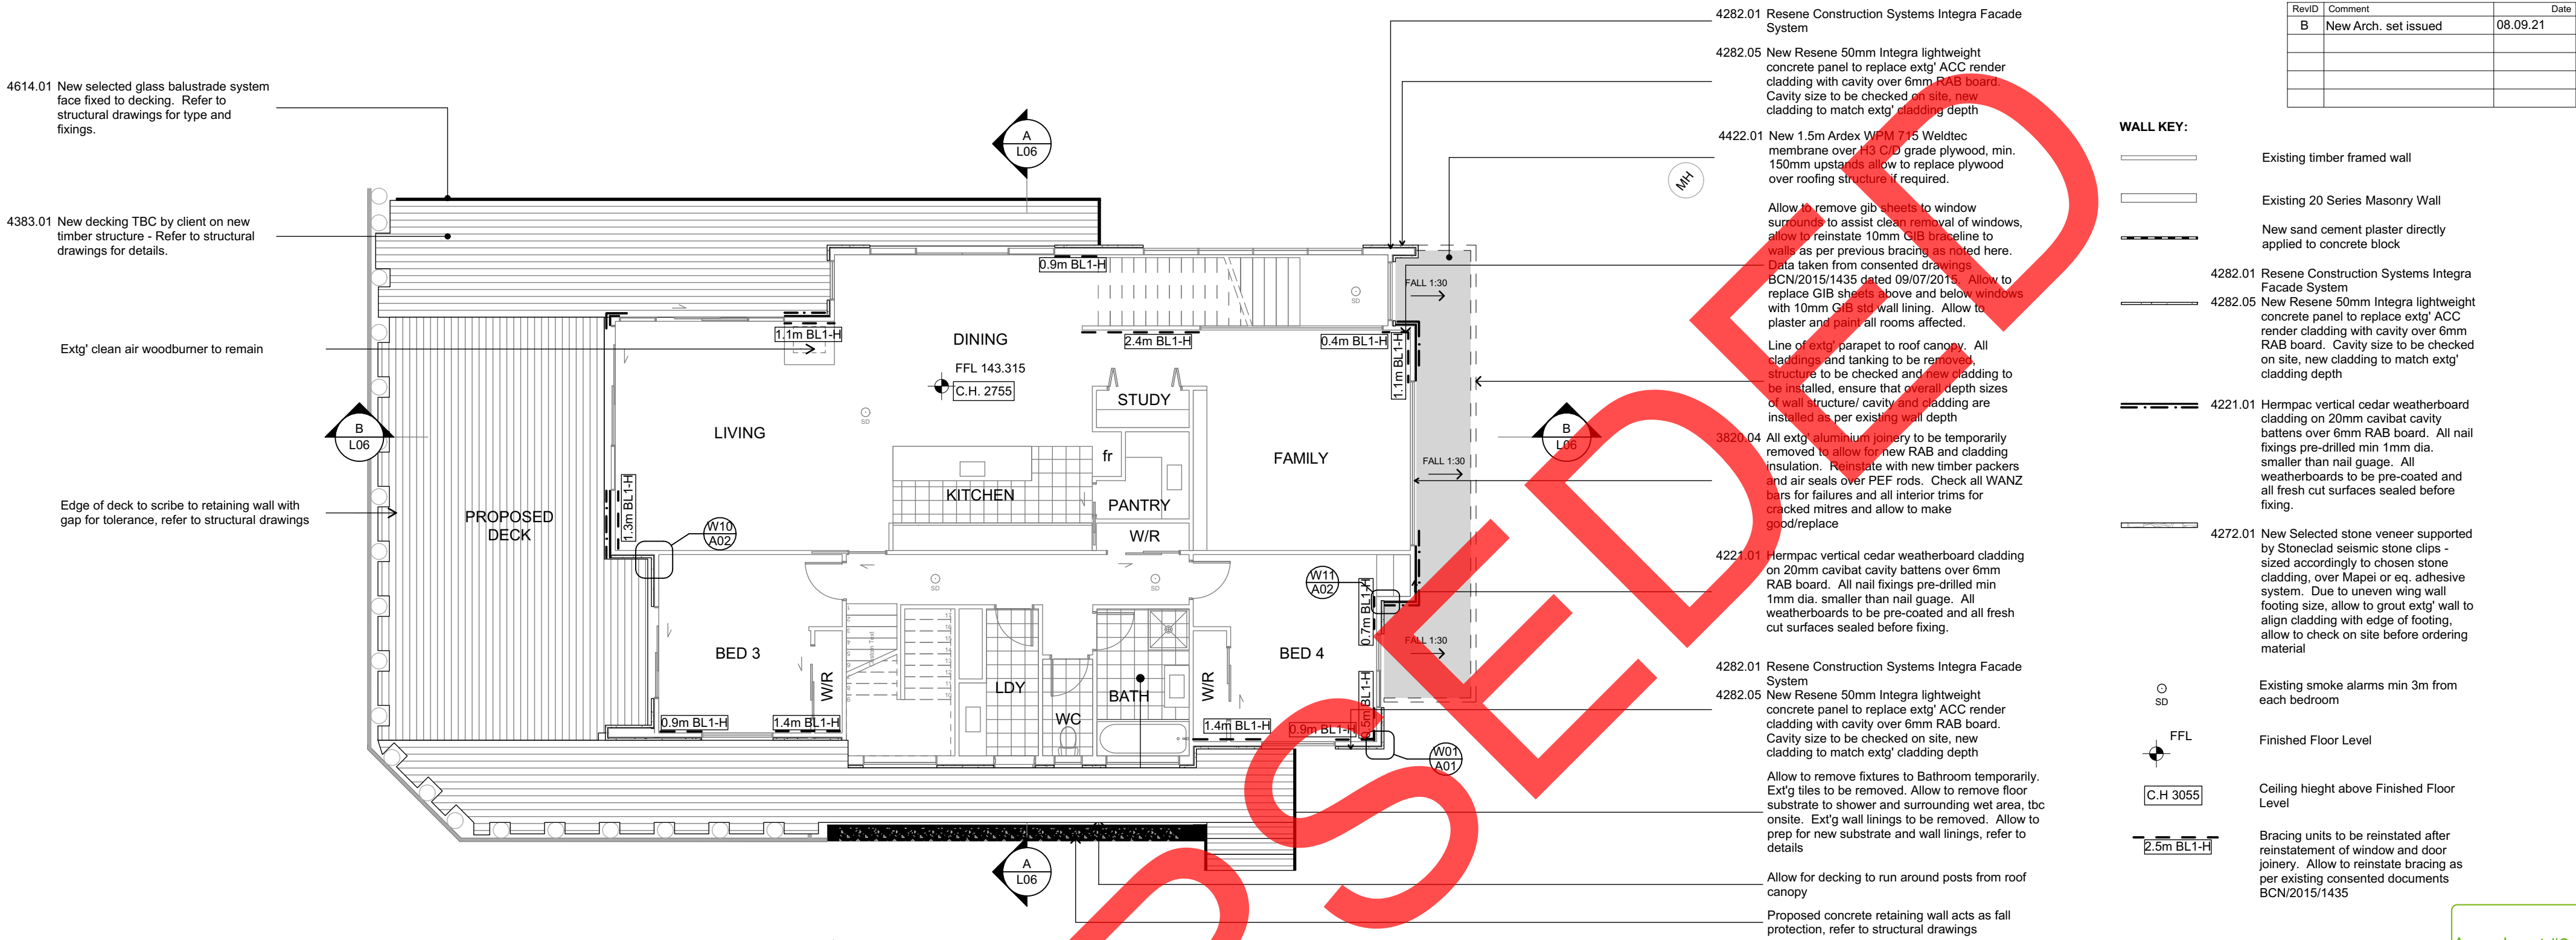 4614.01 New selected glass balustrade system
face fixed to decking. Refer to
structural drawings for type and
fixings.
4383.01 New decking TBC by client on new
timber structure - Refer to structural
drawings for details.
Extg' clean air woodburner to remain
Edge of deck to scribe to retaining wall with
gap for tolerance, refer to structural drawings
A
L06
B
L06
PROPOSED
DECK
0.9m BL1-H
1.1m BL1-H
2.4m BL1-H
0.4m BL1-H
1.1m BL1-H
SD
FALL 1:30
DINING
FFL 143.315
C.H. 2755
STUDY
SD
LIVING
fr
FAMILY
FALL 1:30
KITCHEN
PANTRY
1.3m BL1-H
W10
A02
W/R
SD
SD
W11
A02
0.7m BL1-H
FALL 1:30
BED 3
W/R
Custom Text
LDY
WC
BATH
W/R
BED 4
0.9m BL1-H
1.4m BL1-H
1.4m BL1-H
0.9m BL1-H
W01
A01
B
L06
A
L06
MH
4282.01 Resene Construction Systems Integra Facade
System
4282.05 New Resene 50mm Integra lightweight
concrete panel to replace extg' ACC render
cladding with cavity over 6mm RAB board.
Cavity size to be checked on site, new
cladding to match extg' cladding depth
4422.01 New 1.5m Ardex WPM 715 Weldtec
membrane over H3 C/D grade plywood, min.
150mm upstands allow to replace plywood
over roofing structure if required.
Allow to remove gib sheets to window
surrounds to assist clean removal of windows,
allow to reinstate 10mm GIB braceline to
walls as per previous bracing as noted here.
Data taken from consented drawings
BCN/2015/1435 dated 09/07/2015. Allow to
replace GIB sheets above and below windows
with 10mm GIB std wall lining. Allow to
plaster and paint all rooms affected.
Line of extg' parapet to roof canopy. All
claddings and tanking to be removed,
structure to be checked and new cladding to
be installed, ensure that overall depth sizes
of wall structure/ cavity and cladding are
installed as per existing wall depth
3820.04 All extg' aluminium joinery to be temporarily
removed to allow for new RAB and cladding
insulation. Reinstate with new timber packers
and air seals over PEF rods. Check all WANZ
bars for failures and all interior trims for
cracked mitres and allow to make
good/replace
4221.01 Hermpac vertical cedar weatherboard cladding
on 20mm cavibat cavity battens over 6mm
RAB board. All nail fixings pre-drilled min
1mm dia. smaller than nail guage. All
weatherboards to be pre-coated and all fresh
cut surfaces sealed before fixing.
4282.01 Resene Construction Systems Integra Facade
System
4282.05 New Resene 50mm Integra lightweight
concrete panel to replace extg' ACC render
cladding with cavity over 6mm RAB board.
Cavity size to be checked on site, new
cladding to match extg' cladding depth
Allow to remove fixtures to Bathroom temporarily.
Ext'g tiles to be removed. Allow to remove floor
substrate to shower and surrounding wet area, tbc
onsite. Ext'g wall linings to be removed. Allow to
prep for new substrate and wall linings, refer to
details
Allow for decking to run around posts from roof
canopy
Proposed concrete retaining wall acts as fall
protection, refer to structural drawings
RevID Comment Date
B New Arch. set issued 08.09.21
WALL KEY:
Existing timber framed wall
Existing 20 Series Masonry Wall
New sand cement plaster directly
applied to concrete block
4282.01 Resene Construction Systems Integra
Facade System
4282.05 New Resene 50mm Integra lightweight
concrete panel to replace extg' ACC
render cladding with cavity over 6mm
RAB board. Cavity size to be checked
on site, new cladding to match extg'
cladding depth
4221.01 Hermpac vertical cedar weatherboard
cladding on 20mm cavibat cavity
battens over 6mm RAB board. All nail
fixings pre-drilled min 1mm dia.
smaller than nail guage. All
weatherboards to be pre-coated and
all fresh cut surfaces sealed before
fixing.
4272.01 New Selected stone veneer supported
by Stoneclad seismic stone clips -
sized accordingly to chosen stone
cladding, over Mapei or eq. adhesive
system. Due to uneven wing wall
footing size, allow to grout extg' wall to
align cladding with edge of footing,
allow to check on site before ordering
material
SD
Existing smoke alarms min 3m from
each bedroom
FFL
Finished Floor Level
C.H 3055
Ceiling hieght above Finished Floor
Level
2.5m BL1-H
Bracing units to be reinstated after
reinstatement of window and door
joinery. Allow to reinstate bracing as
per existing consented documents
BCN/2015/1435